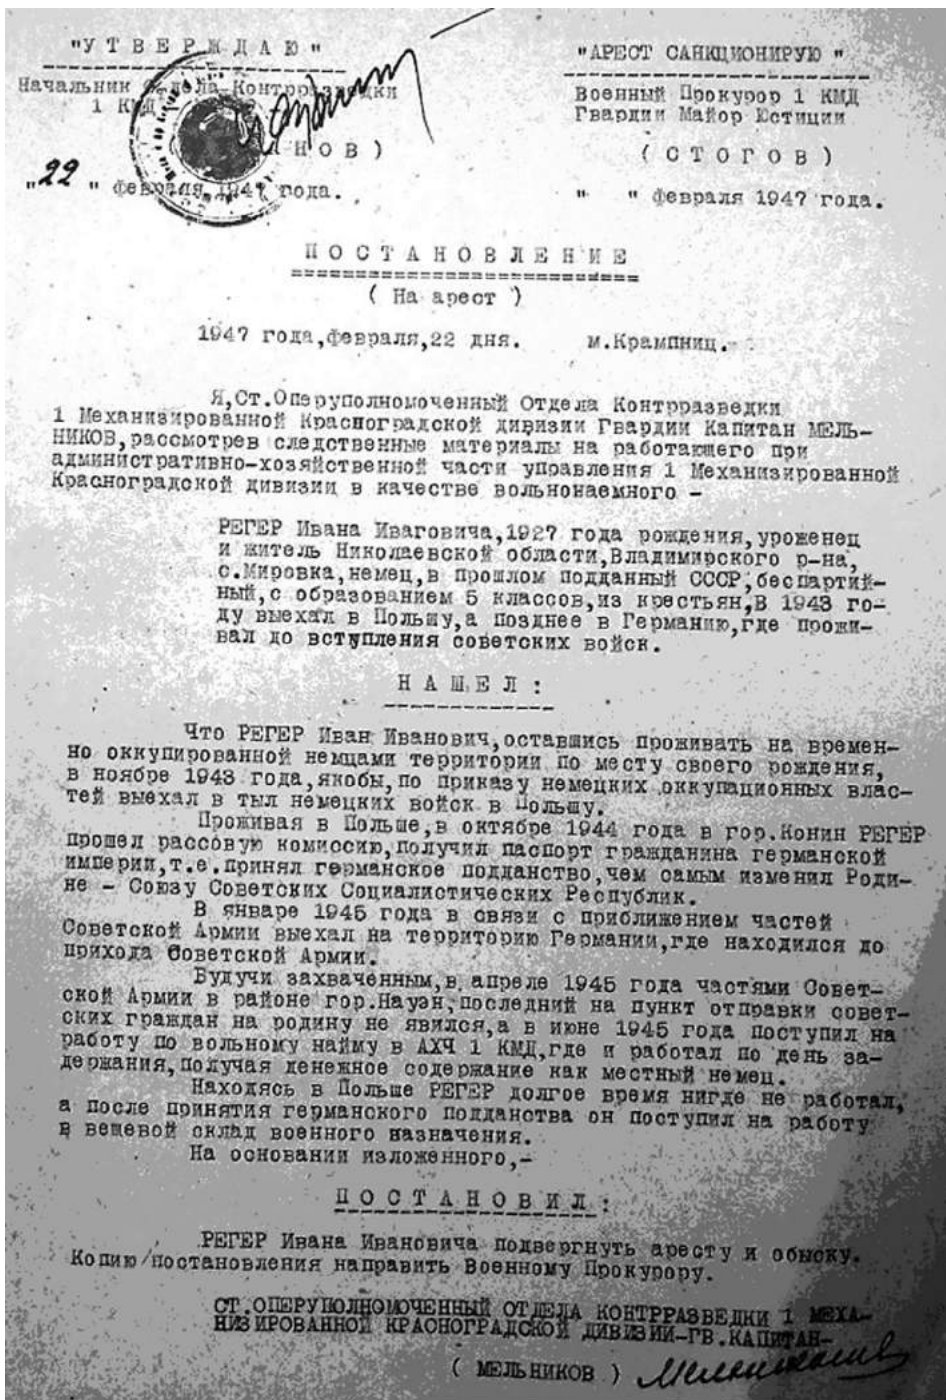 "УТВЕРЖДАЮ"
Начальник Отдела Контрразведки
1 КМД
НОВ)
"22" февраля 1947 года.
"АРЕСТ САНКЦИОНИРУЮ "
Военный Прокурор 1 КМД
Гвардии Майор Юстиции
( СТОГОВ )
" " февраля 1947 года.
ПОСТАНОВЛЕНИЕ
( На арест )
1947 года,февраля,22 дня. м.Крампниц.
Я,Ст.Оперуполномоченный Отдела Контрразведки
1 Механизированной Красноградской дивизии Гвардии Капитан МЕЛЬ-
НИКОВ,рассмотрев следственные материалы на работающего при
административно-хозяйственной части управления 1 Механизированной
Красноградской дивизии в качестве вольнонаемного -
РЕГЕР Ивана Иваговича,1927 года рождения,уроженец
и житель Николаевской области,Владимирского р-на,
с.Мировка,немец,в прошлом подданный СССР,беспартий-
ный,с образованием 5 классов,из крестьян,В 1943 го-
ду выехал в Польшу,а позднее в Германию,где прожи-
вал до вступления советских войск.
НАШЕЛ:
Что РЕГЕР Иван Иванович,оставшись проживать на времен-
но оккупированной немцами территории по месту своего рождения,
в ноябре 1943 года,якобы,по приказу немецких оккупационных влас-
тей выехал в тыл немецких войск в Польшу.
Проживая в Польше,в октябре 1944 года в гор.Конин РЕГЕР
прошел рассовую комиссию,получил паспорт гражданина германской
империи,т.е.принял германское подданство,чем самым изменил Роди-
не - Союзу Советских Социалистических Республик.
В январе 1945 года в связи с приближением частей
Советской Армии выехал на территорию Германии,где находился до
прихода Советской Армии.
Будучи захваченным,в апреле 1945 года частями Совет-
ской Армии в районе гор.Науэн,последний на пункт отправки совет-
ских граждан на родину не явился,а в июне 1945 года поступил на
работу по вольному найму в АХЧ 1 КМД,где и работал по день за-
держания,получая денежное содержание как местный немец.
Находясь в Польше РЕГЕР долгое время нигде не работал,
а после принятия германского подданства он поступил на работу
в вещевой склад военного назначения.
На основании изложенного,-
ПОСТАНОВИЛ:
РЕГЕР Ивана Ивановича подвергнуть аресту и обыску.
Копию постановления направить Военному Прокурору.
СТ.ОПЕРУПОЛНОМОЧЕННЫЙ ОТДЕЛА КОНТРРАЗВЕДКИ 1 МЕХА-
НИЗИРОВАННОЙ КРАСНОГРАДСКОЙ ДИВИЗИИ-ГВ.КАПИТАН-
( МЕЛЬНИКОВ ) Мельников